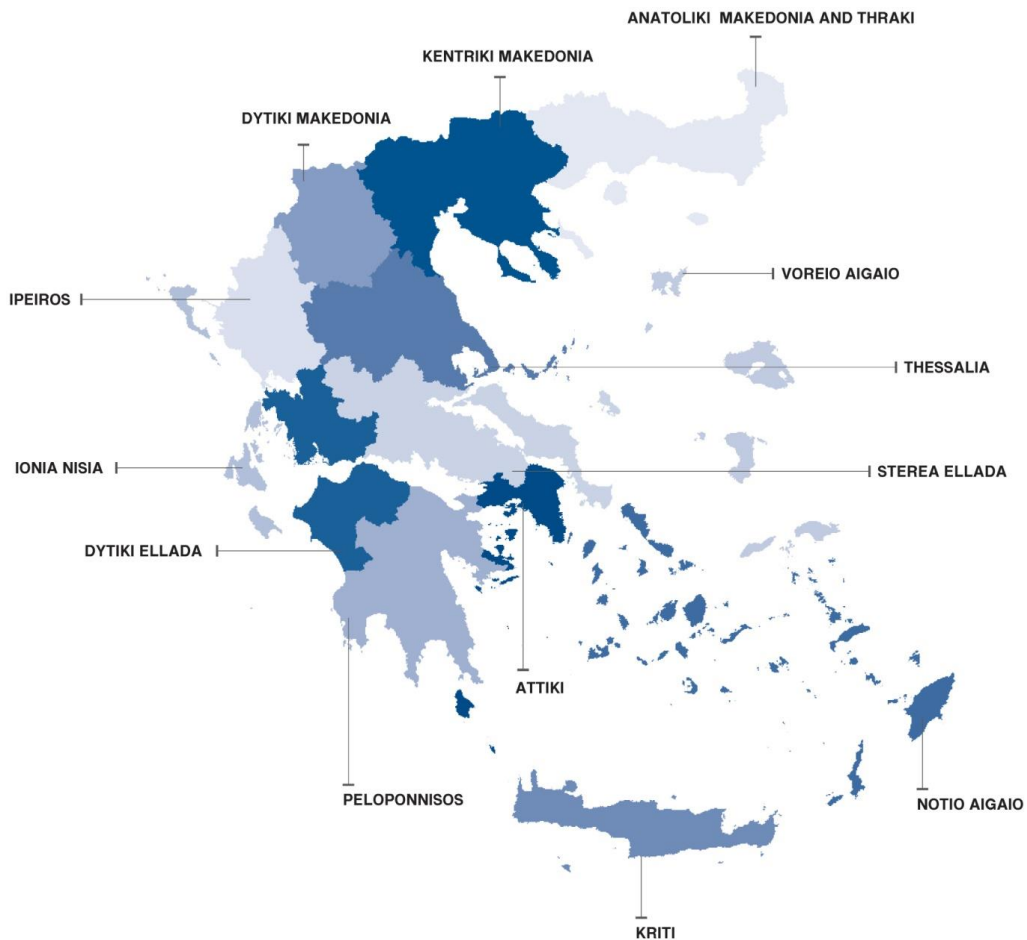 ANATOLIKI MAKEDONIA AND THRAKI
KENTRIKI MAKEDONIA
DYTIKI MAKEDONIA
VOREIO AIGAIO
IPEIROS
THESSALIA
IONIA NISIA
STEREA ELLADA
DYTIKI ELLADA
ATTIKI
PELOPONNISOS
NOTIO AIGAIO
KRITI